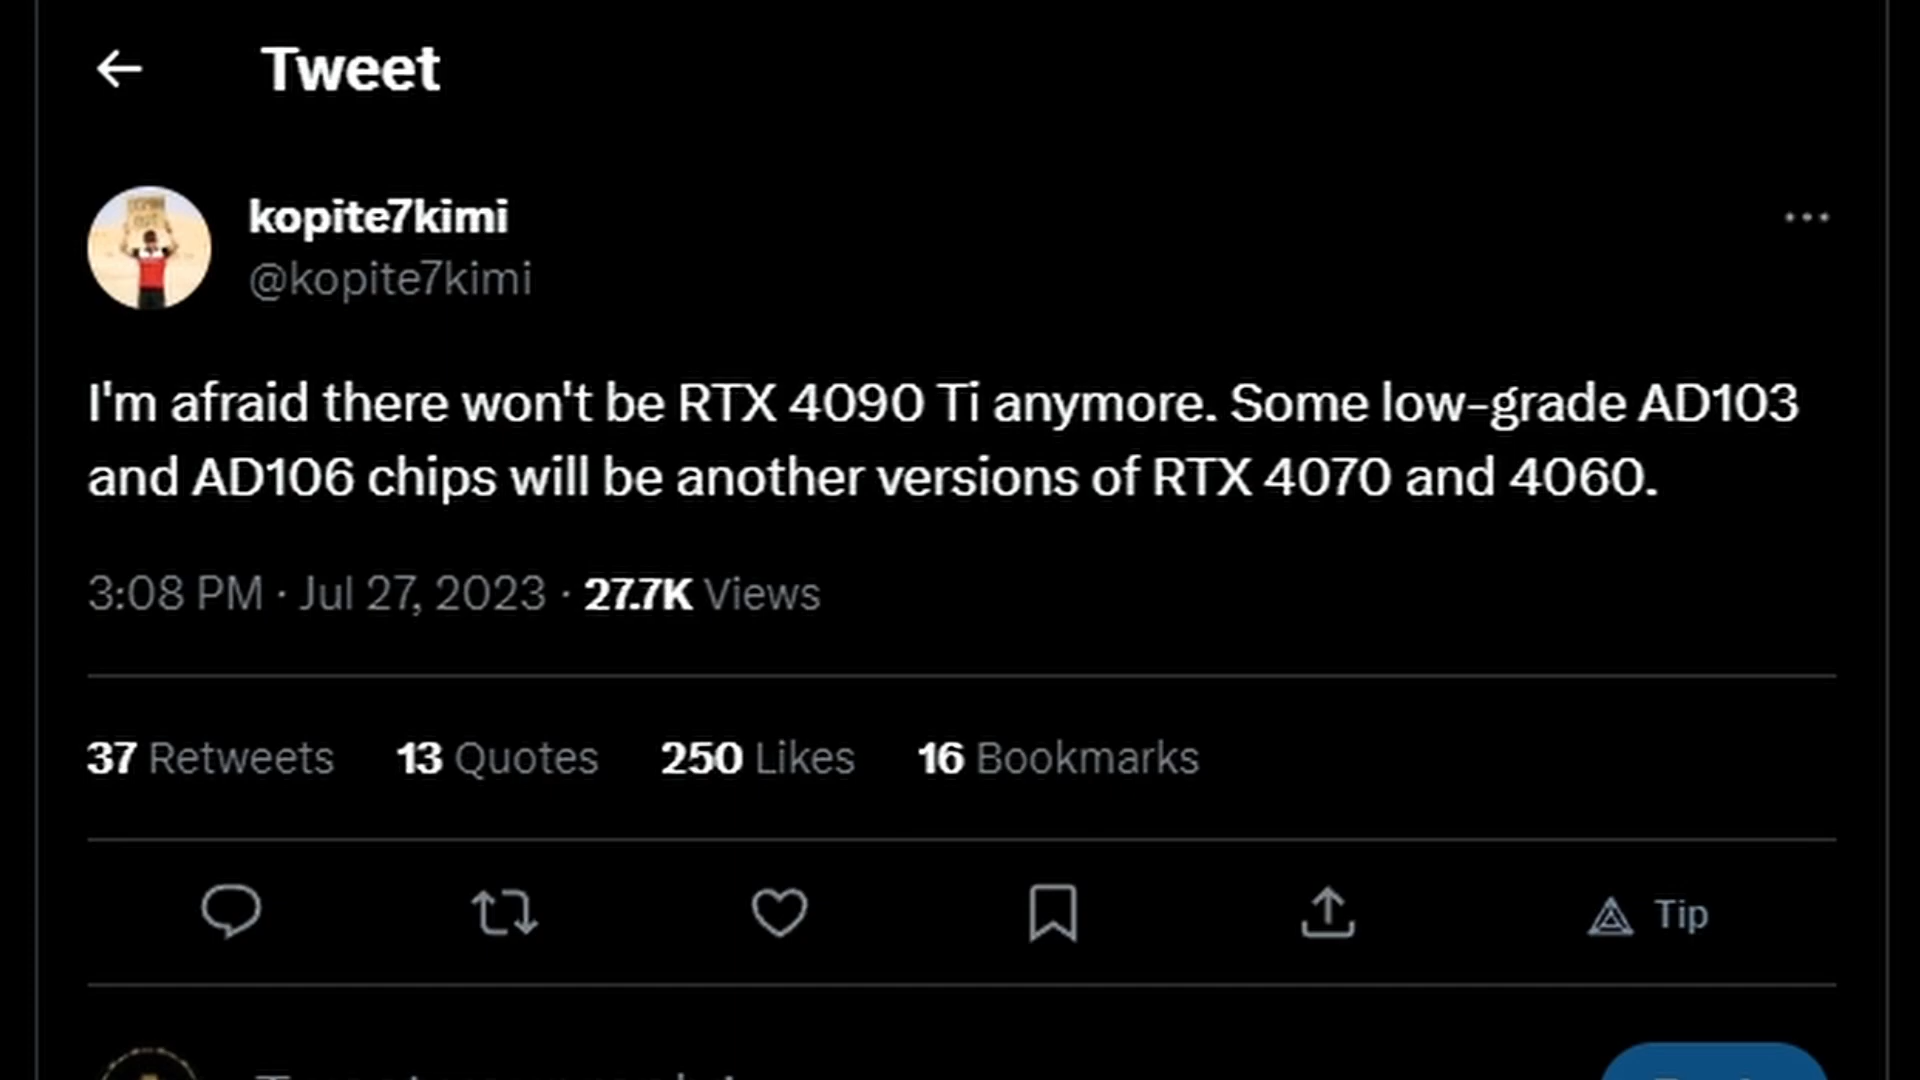 Tweet
kopite7kimi
@kopite7kimi
I'm afraid there won't be RTX 4090 Ti anymore. Some low-grade AD103
and AD106 chips will be another versions of RTX 4070 and 4060.
3:08 PM · Jul 27, 2023 · 27.7K Views
37 Retweets 13 Quotes 250 Likes 16 Bookmarks
Tip